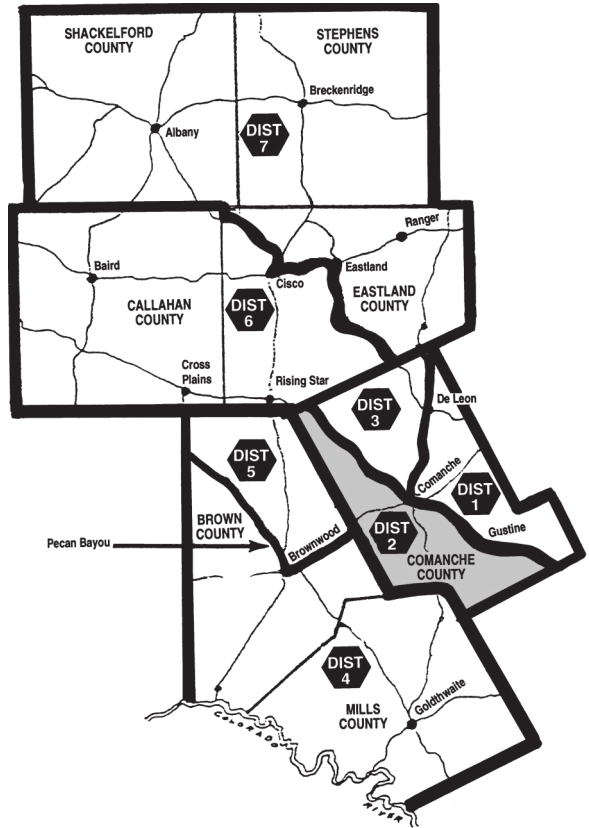 SHACKELFORD
COUNTY
STEPHENS
COUNTY
Breckenridge
Albany
DIST
7
Ranger
Baird
Eastland
Cisco
EASTLAND
COUNTY
CALLAHAN
COUNTY
DIST
6
Cross
Plains
Rising Star
De Leon
DIST
3
DIST
5
Comanche
DIST
1
BROWN
COUNTY
Gustine
DIST
2
Pecan Bayou
Brownwood
COMANCHE
COUNTY
DIST
4
Goldthwaite
MILLS
COUNTY
COLORADO
RIVER